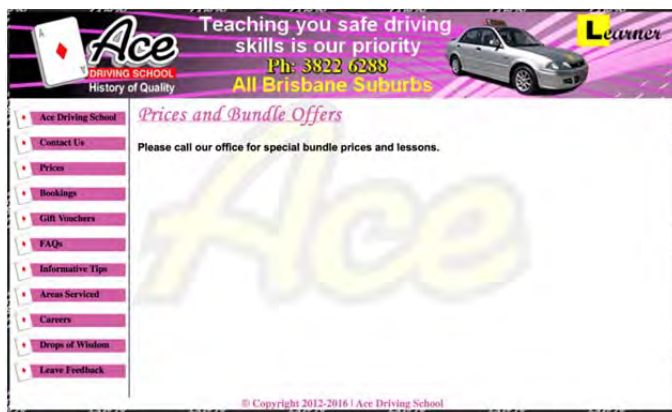 A
A
Ace
DRIVING SCHOOL
History of Quality
Teaching you safe driving
skills is our priority
Ph: 3822 6288
All Brisbane Suburbs
Learner
Ace Driving School
Contact Us
Prices
Bookings
Gift Vouchers
FAQs
Informative Tips
Areas Serviced
Careers
Drops of Wisdom
Leave Feedback
Prices and Bundle Offers
Please call our office for special bundle prices and lessons.
Ace
© Copyright 2012-2016 | Ace Driving School